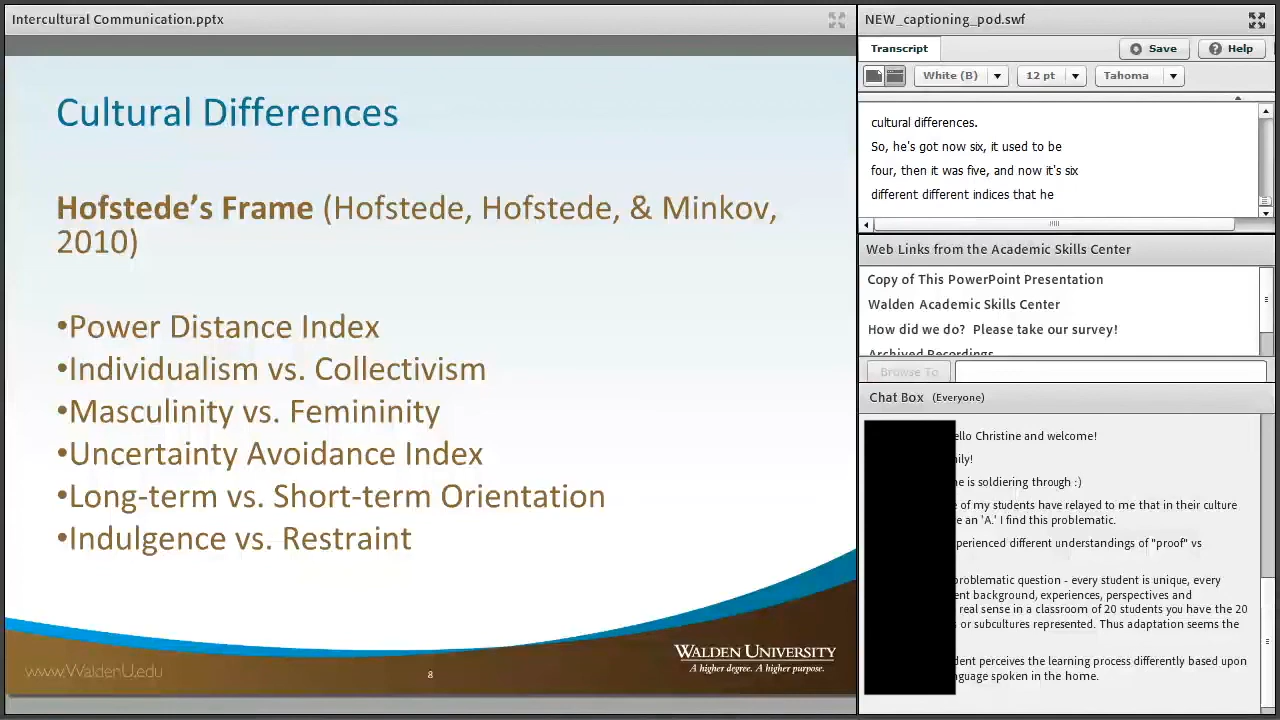 Intercultural Communication.pptx
Cultural Differences
Hofstede's Frame (Hofstede, Hofstede, & Minkov,
2010)
•Power Distance Index
•Individualism vs. Collectivism
•Masculinity vs. Femininity
•Uncertainty Avoidance Index
•Long-term vs. Short-term Orientation
•Indulgence vs. Restraint
www.WaldenU.edu
8
WALDEN UNIVERSITY
A higher degree. A higher purpose.
NEW_captioning_pod.swf
Transcript
Save
Help
White (B)
12 pt
Tahoma
cultural differences.
So, he's got now six, it used to be
four, then it was five, and now it's six
different different indices that he
Web Links from the Academic Skills Center
Copy of This PowerPoint Presentation
Walden Academic Skills Center
How did we do? Please take our survey!
Archived Recordings
Browse To
Chat Box (Everyone)
ello Christine and welcome!
ily!
e is soldiering through :)
of my students have relayed to me that in their culture
e an 'A.' I find this problematic.
perienced different understandings of "proof" vs
problematic question - every student is unique, every
ent background, experiences, perspectives and
real sense in a classroom of 20 students you have the 20
or subcultures represented. Thus adaptation seems the
dent perceives the learning process differently based upon
nguage spoken in the home.